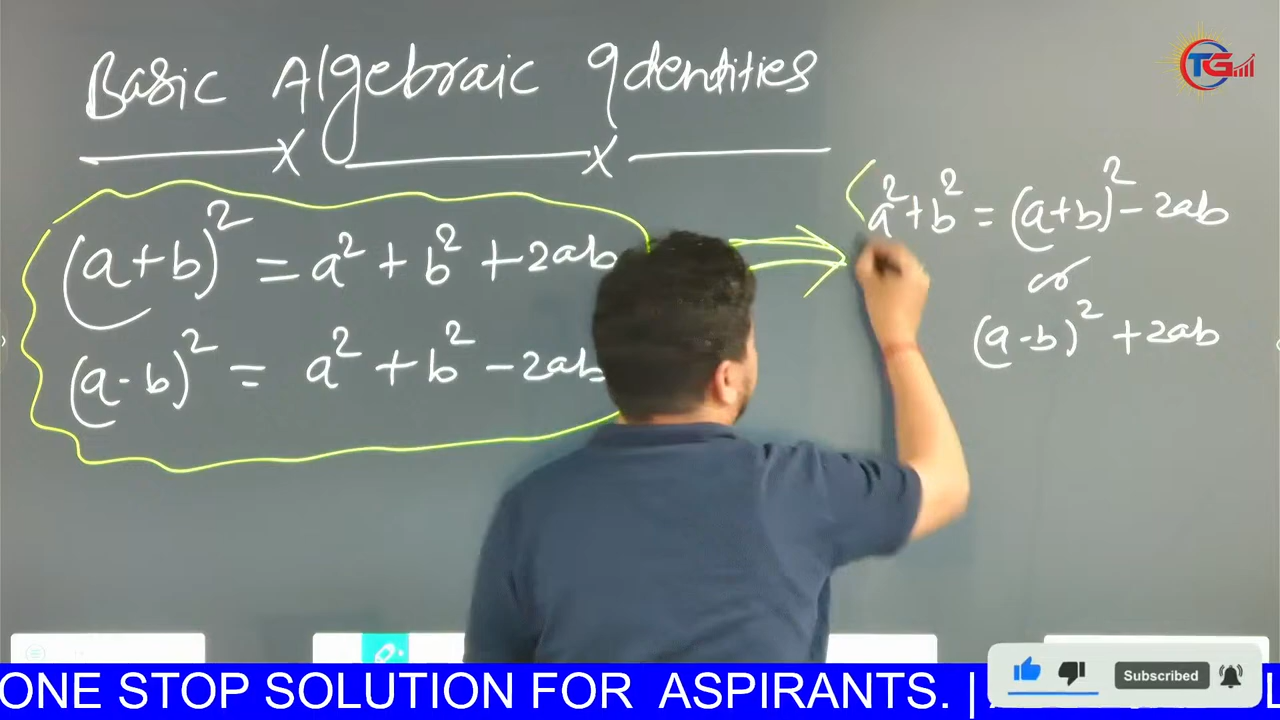 Basic Algebraic Identities
(a+b)² = a² + b² + 2ab
(a-b)² = a² + b² - 2ab
a² + b² = (a+b)² - 2ab
or
(a-b)² + 2ab
TG
ONE STOP SOLUTION FOR ASPIRANTS. |
Subscribed